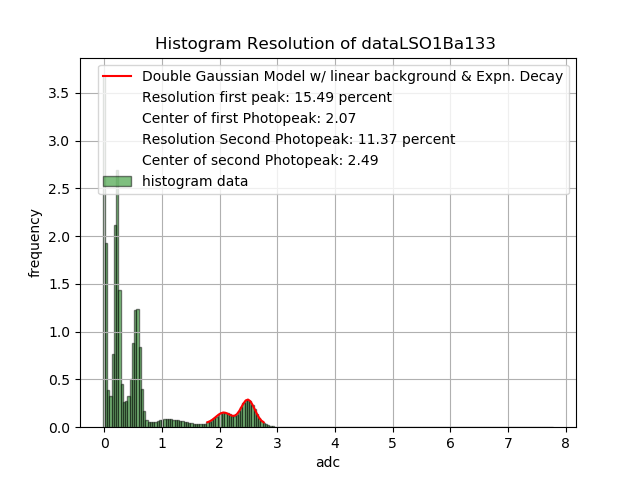 Histogram Resolution of dataLSO1Ba133
Double Gaussian Model w/ linear background & Expn. Decay
Resolution first peak: 15.49 percent
Center of first Photopeak: 2.07
Resolution Second Photopeak: 11.37 percent
Center of second Photopeak: 2.49
histogram data
frequency
3.5
3.0
2.5
2.0
1.5
1.0
0.5
0.0
0 1 2 3 4 5 6 7 8
adc